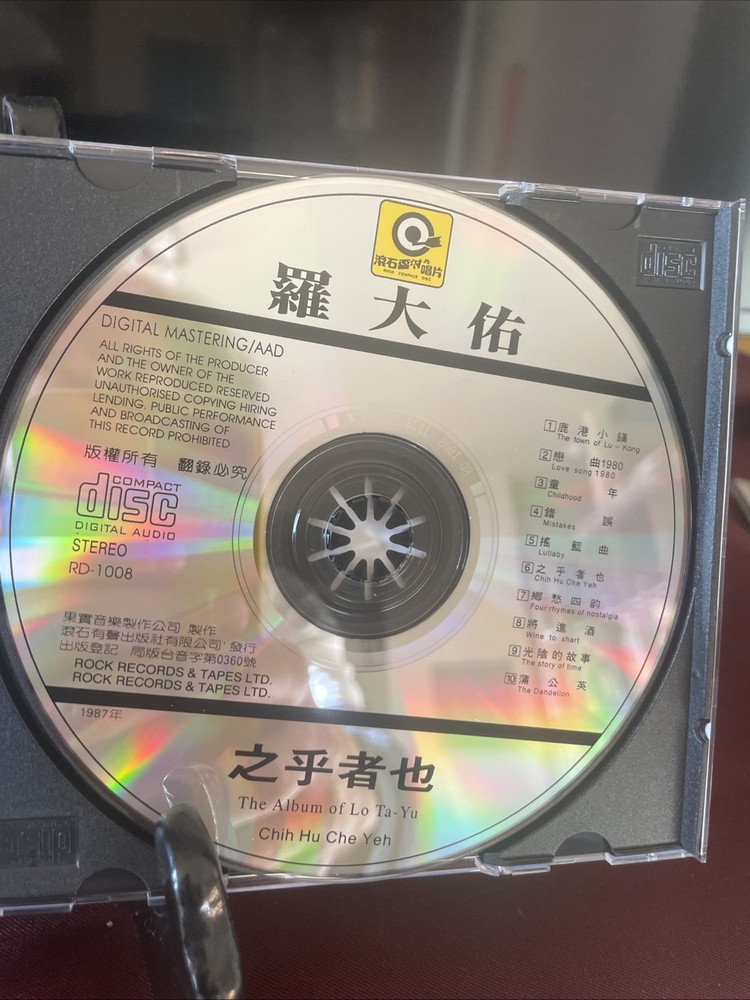 滾石有聲唱片
ROCK COMPACT DISC
羅大佑
DIGITAL MASTERING/AAD
ALL RIGHTS OF THE PRODUCER
AND THE OWNER OF THE
WORK REPRODUCED RESERVED
UNAUTHORISED COPYING HIRING
LENDING. PUBLIC PERFORMANCE
AND BROADCASTING OF
THIS RECORD PROHIBITED
版權所有 翻錄必究
COMPACT
disc
DIGITAL AUDIO
STEREO
RD-1008
果實音樂製作公司 製作
滾石有聲出版社有限公司 發行
出版登記 局版台音字第0360號
ROCK RECORDS & TAPES LTD.
ROCK RECORDS & TAPES LTD.
1987年
1 鹿港小鎮
The town of Lu-Kong
2 戀曲1980
Love song 1980
3 童年
Childhood
4 錯誤
Mistakes
5 搖籃曲
Lullaby
6 之乎者也
Chih Hu Che Yeh
7 鄉愁四韵
Four rhymes of nostalgia
8 將進酒
Wine to shart
9 光陰的故事
The story of time
10 蒲公英
The Dandelion
之乎者也
The Album of Lo Ta-Yu
Chih Hu Che Yeh
disc